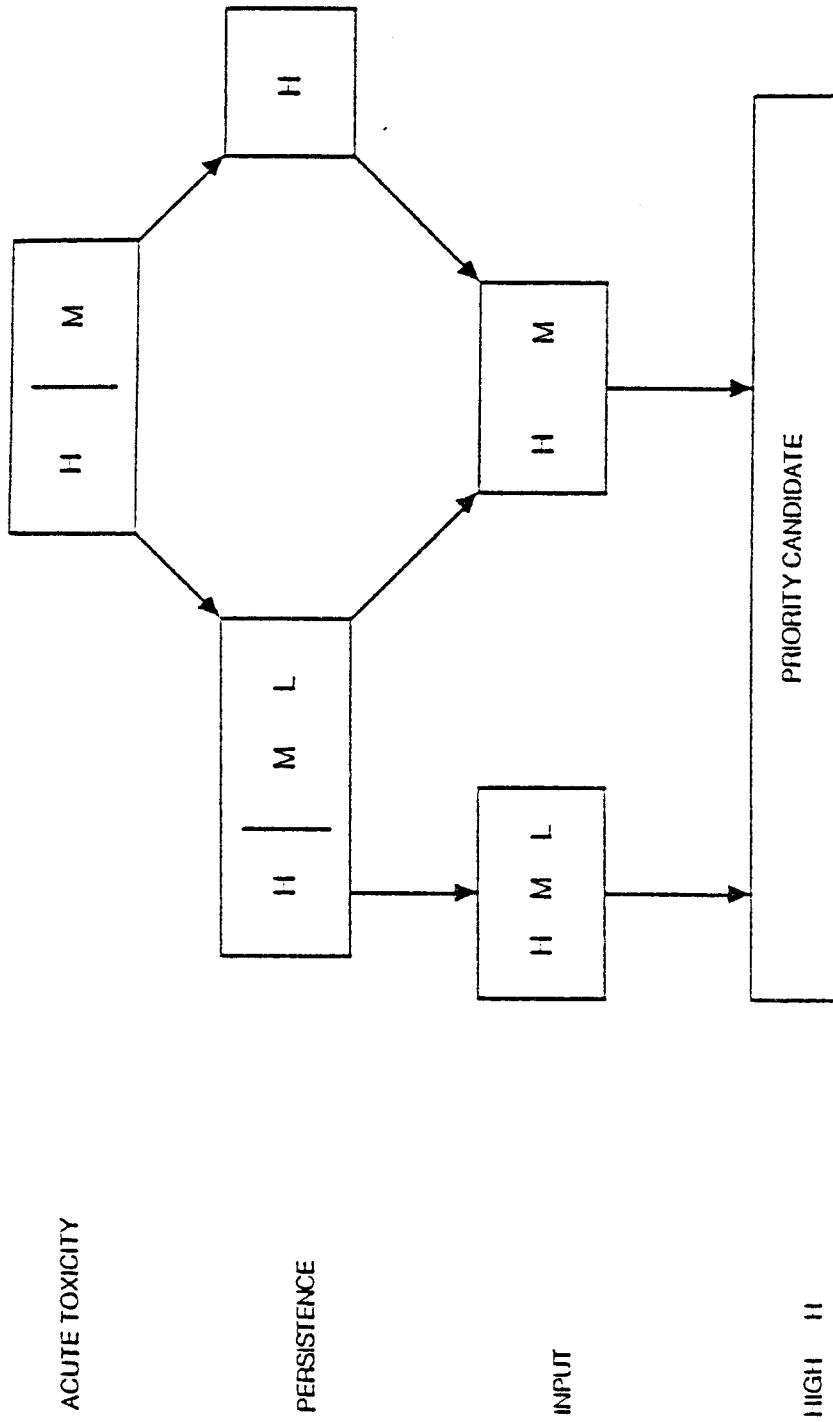 ACUTE TOXICITY
H M
PERSISTENCE
H M L
H
INPUT
H M L
H M
PRIORITY CANDIDATE
HIGH H